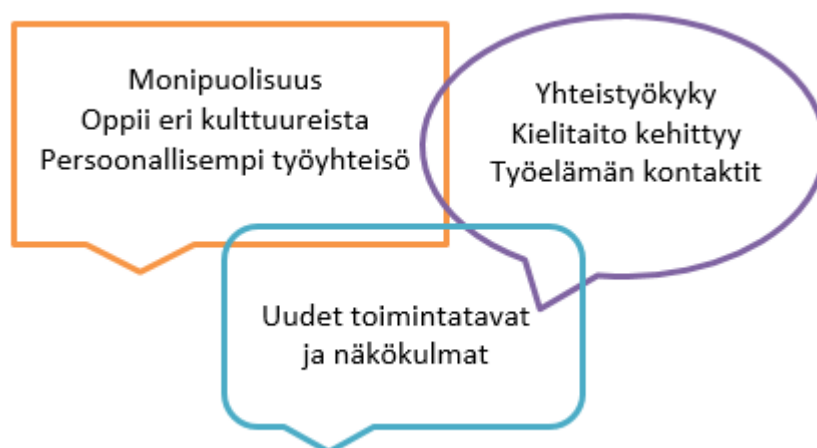 Monipuolisuus
Oppii eri kulttuureista
Persoonallisempi työyhteisö
Yhteistyökyky
Kielitaito kehittyy
Työelämän kontaktit
Uudet toimintatavat
ja näkökulmat